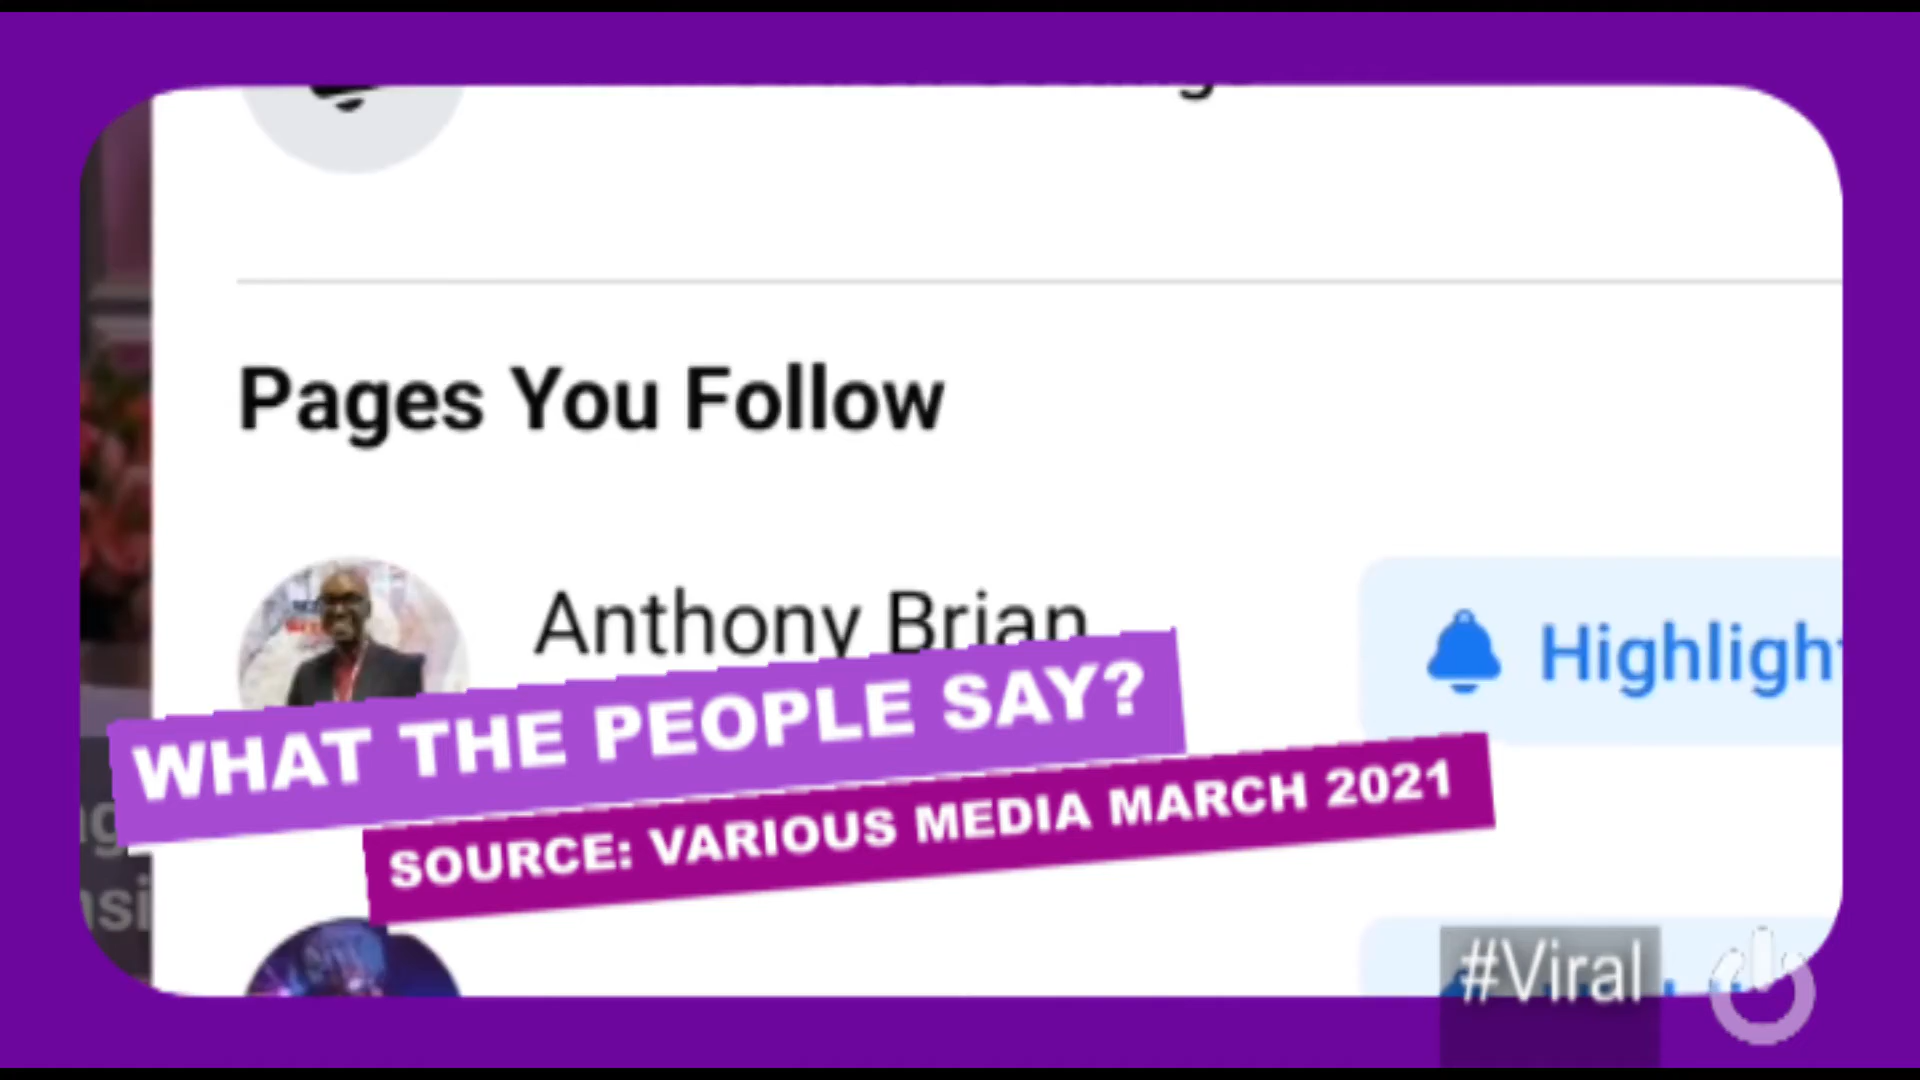 Pages You Follow
Anthony Brian
Highligh
WHAT THE PEOPLE SAY?
SOURCE: VARIOUS MEDIA MARCH 2021
#Viral